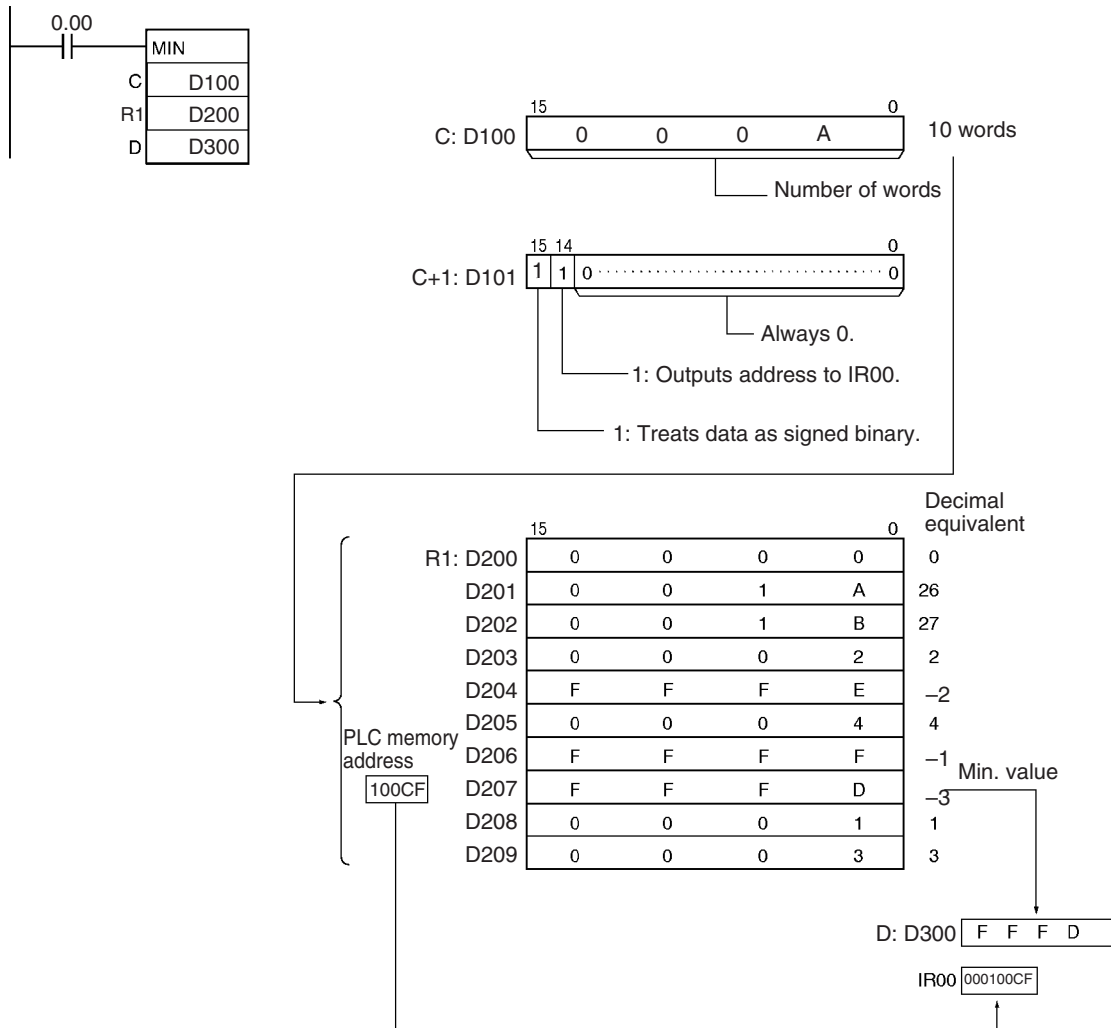 0.00
MIN
C D100
R1 D200
D D300
15 0
C: D100 0 0 0 A 10 words
Number of words
15 14 0
C+1: D101 1 1 0 ································ 0
Always 0.
1: Outputs address to IR00.
1: Treats data as signed binary.
Decimal
equivalent
15 0
R1: D200 0 0 0 0 0
D201 0 0 1 A 26
D202 0 0 1 B 27
D203 0 0 0 2 2
D204 F F F E –2
D205 0 0 0 4 4
PLC memory
address
D206 F F F F –1
Min. value
100CF
D207 F F F D –3
D208 0 0 0 1 1
D209 0 0 0 3 3
D: D300 F F F D
IR00 000100CF